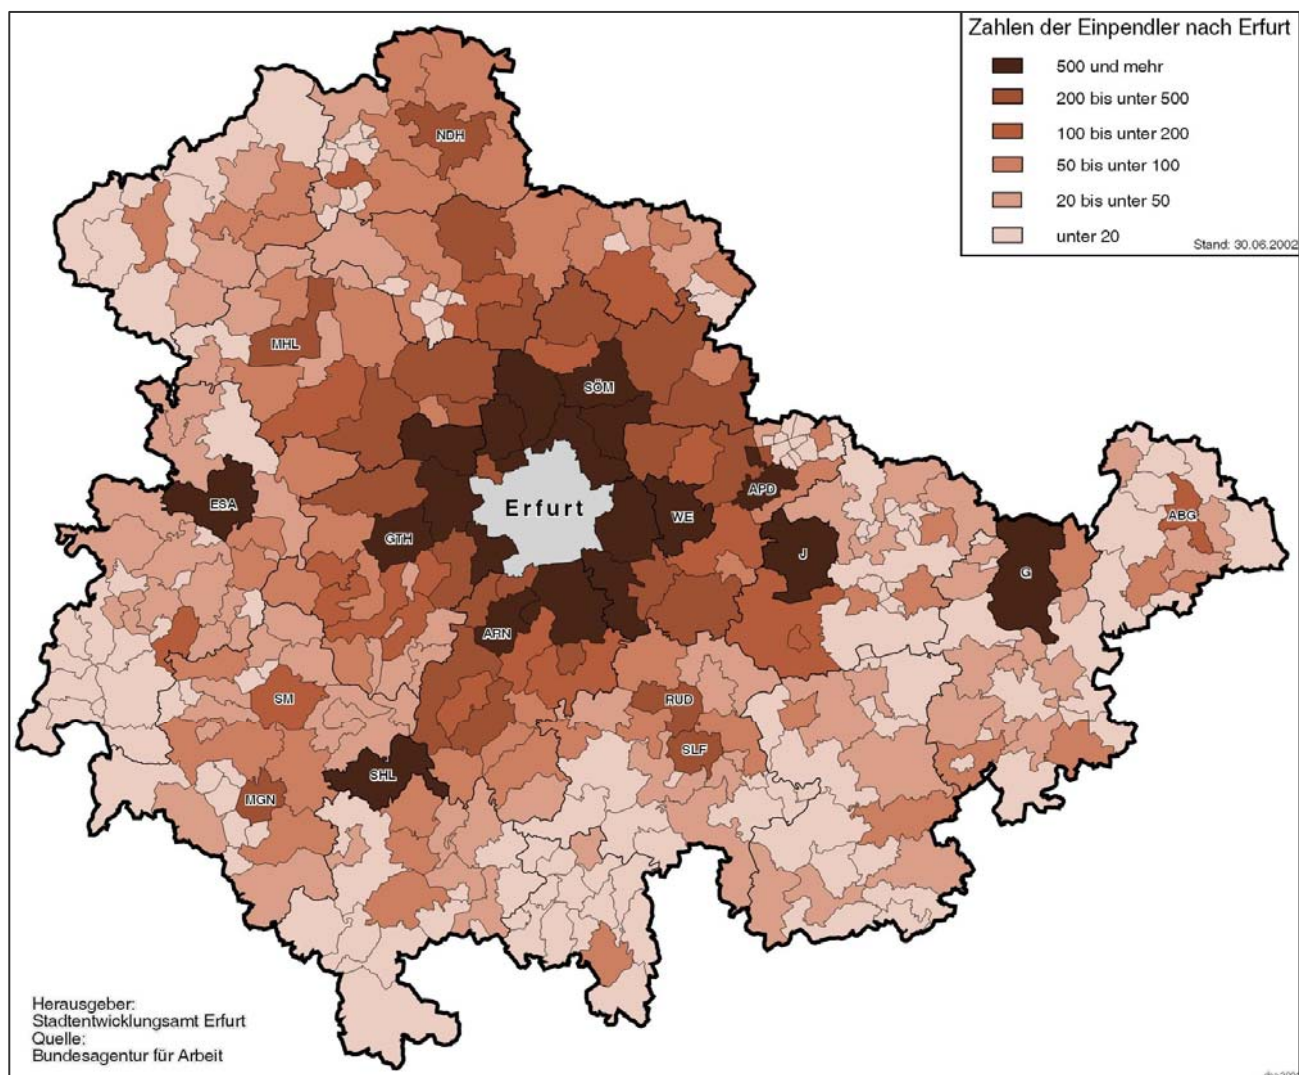 Zahlen der Einpendler nach Erfurt
500 und mehr
200 bis unter 500
100 bis unter 200
50 bis unter 100
20 bis unter 50
unter 20
Stand: 30.06.2002
NDH
MHL
SÖM
ESA
GTH
Erfurt
WE
APD
J
G
ABG
ARN
SM
RUD
SLF
SHL
MGN
Herausgeber:
Stadtentwicklungsamt Erfurt
Quelle:
Bundesagentur für Arbeit